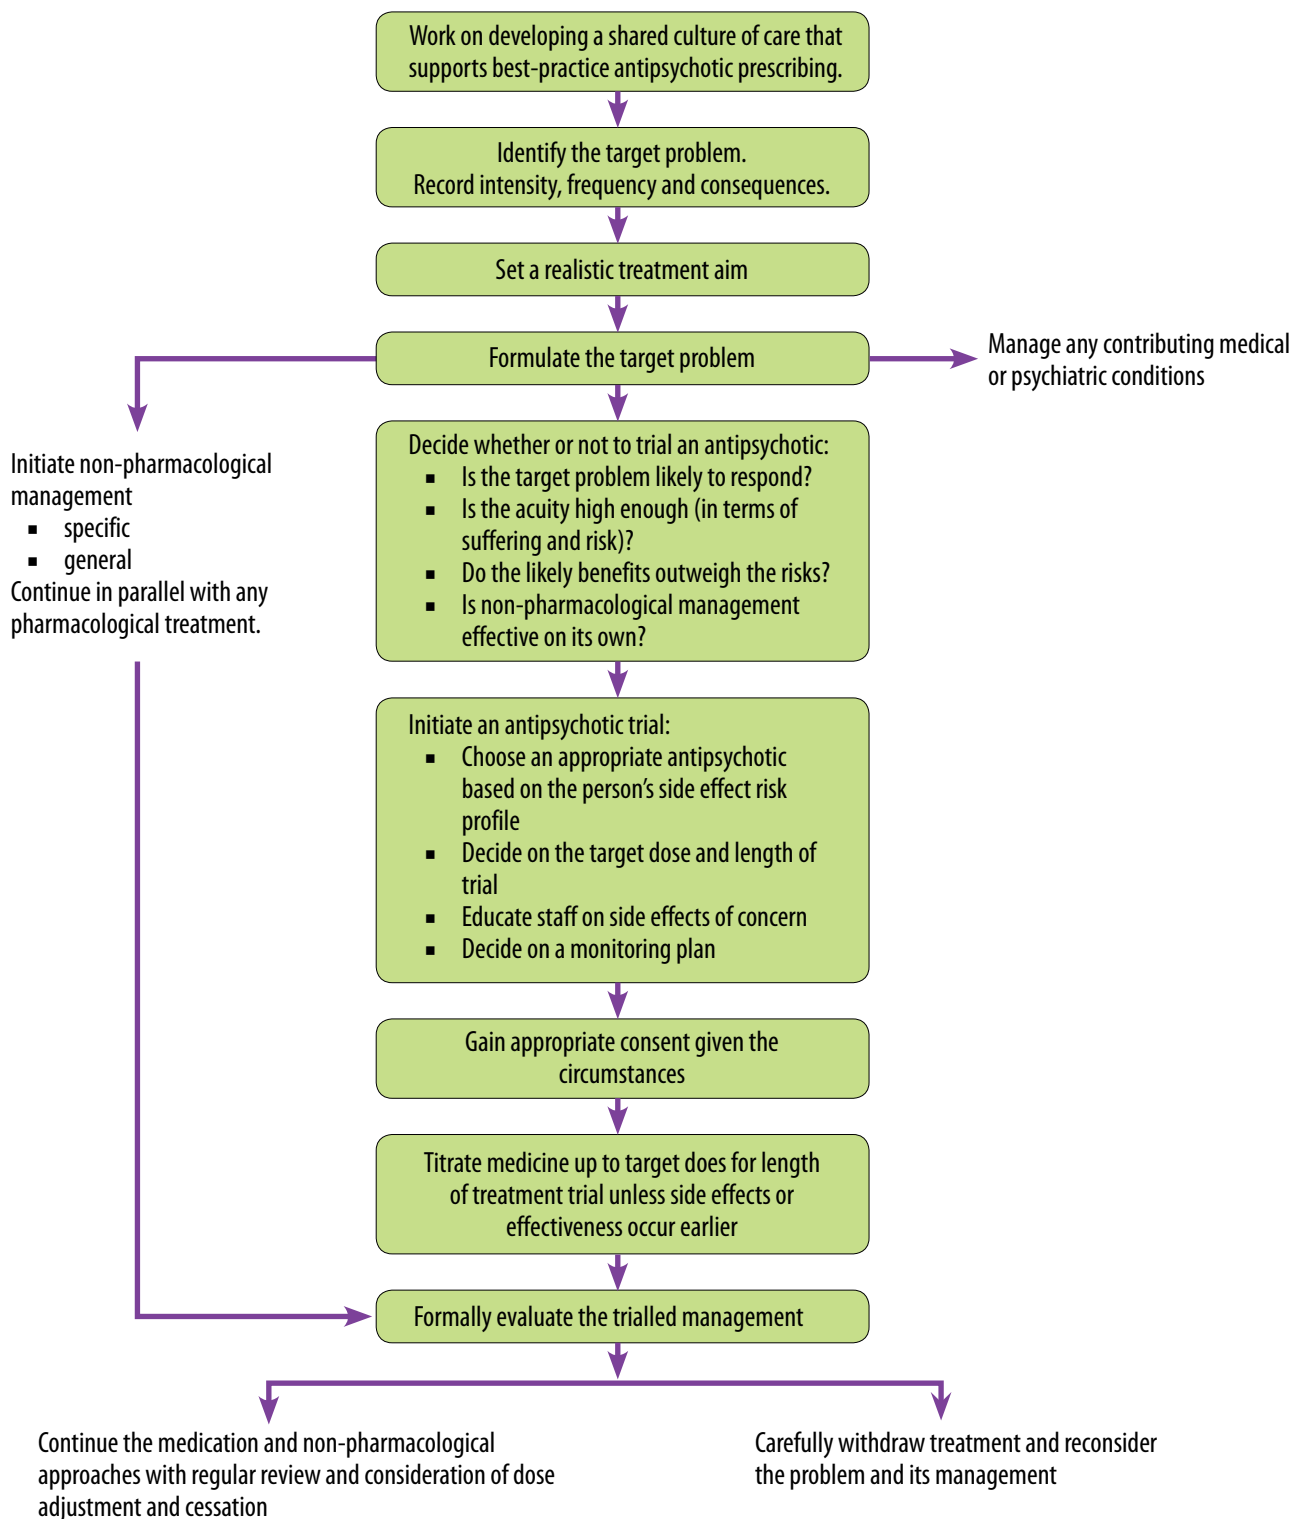 Work on developing a shared culture of care that
supports best-practice antipsychotic prescribing.
Identify the target problem.
Record intensity, frequency and consequences.
Set a realistic treatment aim
Formulate the target problem
Manage any contributing medical
or psychiatric conditions
Initiate non-pharmacological
management
▪ specific
▪ general
Continue in parallel with any
pharmacological treatment.
Decide whether or not to trial an antipsychotic:
▪ Is the target problem likely to respond?
▪ Is the acuity high enough (in terms of
suffering and risk)?
▪ Do the likely benefits outweigh the risks?
▪ Is non-pharmacological management
effective on its own?
Initiate an antipsychotic trial:
▪ Choose an appropriate antipsychotic
based on the person's side effect risk
profile
▪ Decide on the target dose and length of
trial
▪ Educate staff on side effects of concern
▪ Decide on a monitoring plan
Gain appropriate consent given the
circumstances
Titrate medicine up to target does for length
of treatment trial unless side effects or
effectiveness occur earlier
Formally evaluate the trialled management
Continue the medication and non-pharmacological
approaches with regular review and consideration of dose
adjustment and cessation
Carefully withdraw treatment and reconsider
the problem and its management